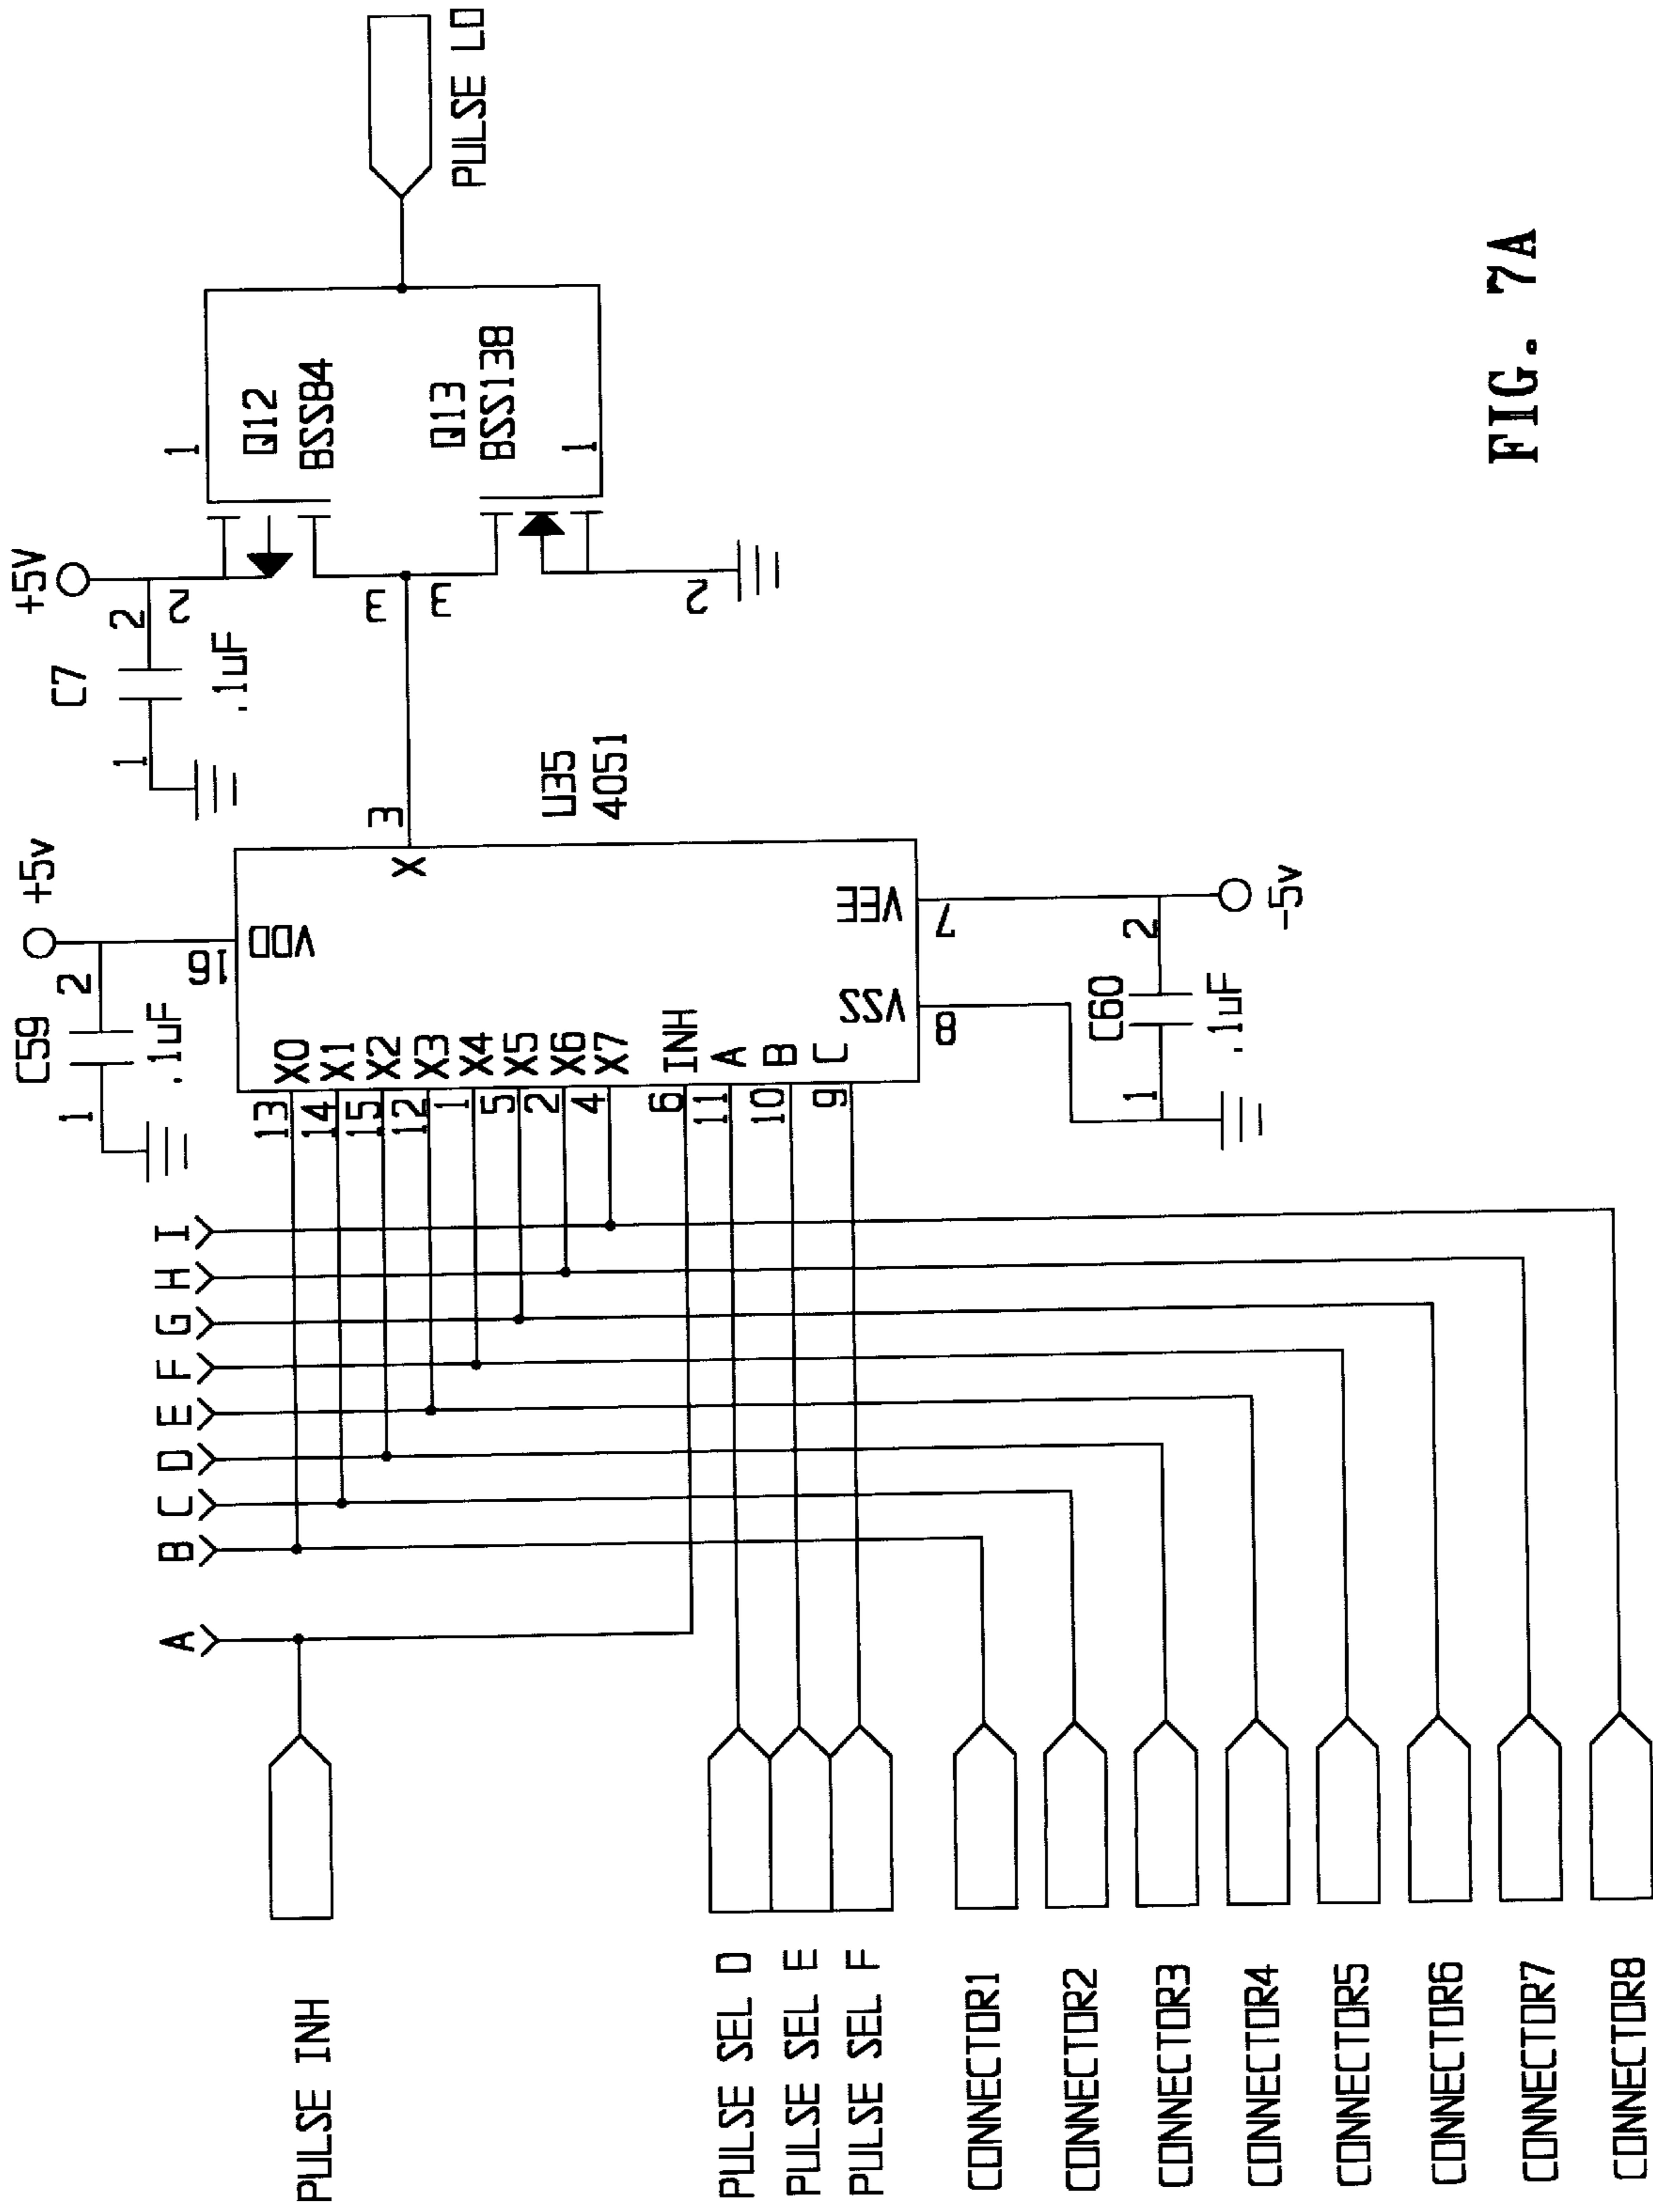 PULSE INH
A
B
C
D
E
F
G
H
I
PULSE SEL D
PULSE SEL E
PULSE SEL F
CONNECTOR1
CONNECTOR2
CONNECTOR3
CONNECTOR4
CONNECTOR5
CONNECTOR6
CONNECTOR7
CONNECTOR8
C59
+5v
1
2
.1uF
16
VDD
13 X0
14 X1
15 X2
12 X3
1 X4
5 X5
2 X6
4 X7
6 INH
11 A
10 B
9 C
X 3
VSS
8
VEE
7
U35
4051
C60
1
2
.1uF
-5v
C7
+5V
1
2
.1uF
2
1
Q12
BSS84
3
3
Q13
BSS138
1
2
PULSE LO
FIG. 7A